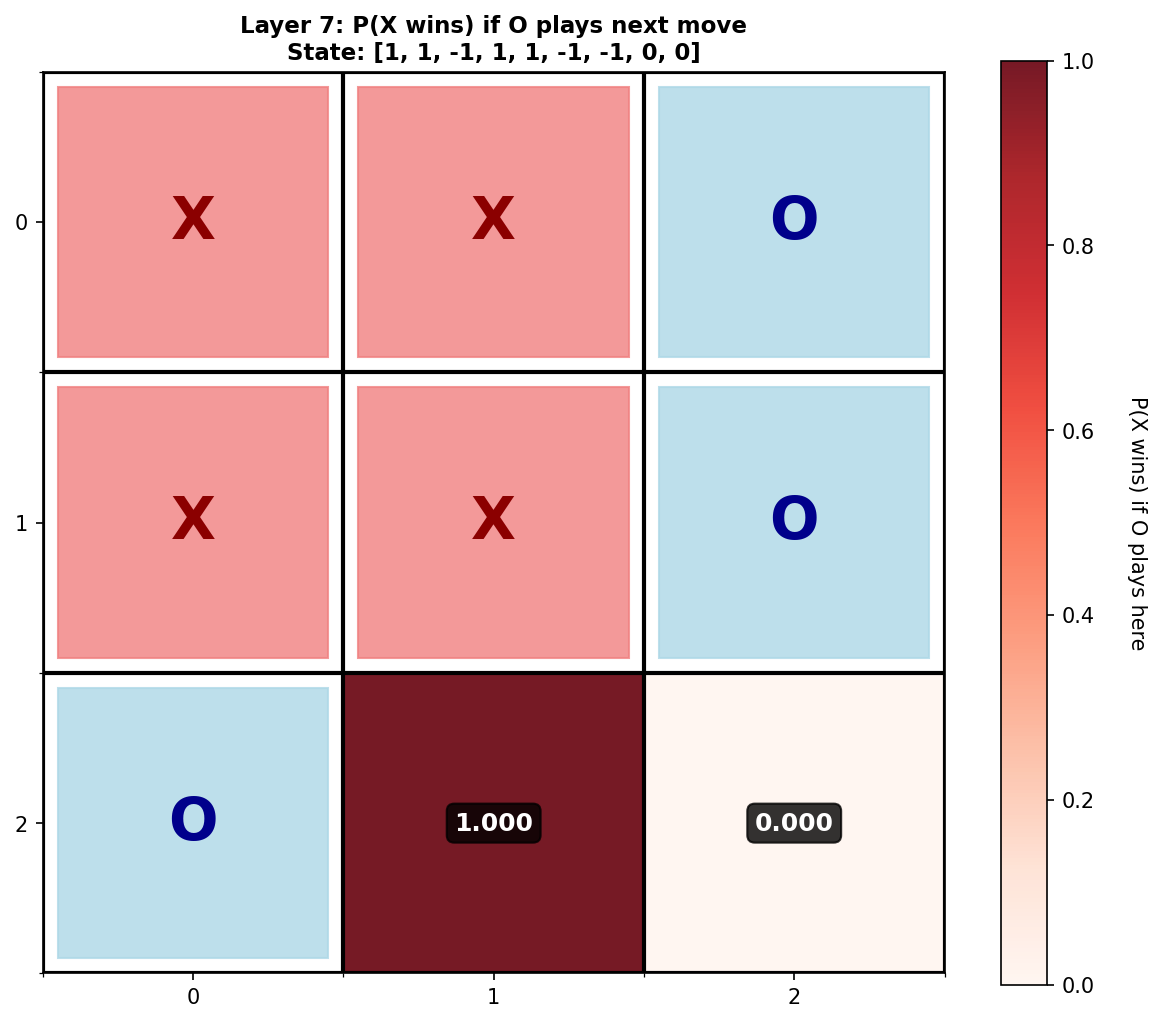 Layer 7: P(X wins) if O plays next move
State: [1, 1, -1, 1, 1, -1, -1, 0, 0]
0
X
X
O
1
X
X
O
2
O
1.000
0.000
0
1
2
1.0
0.8
0.6
0.4
0.2
0.0
P(X wins) if O plays here